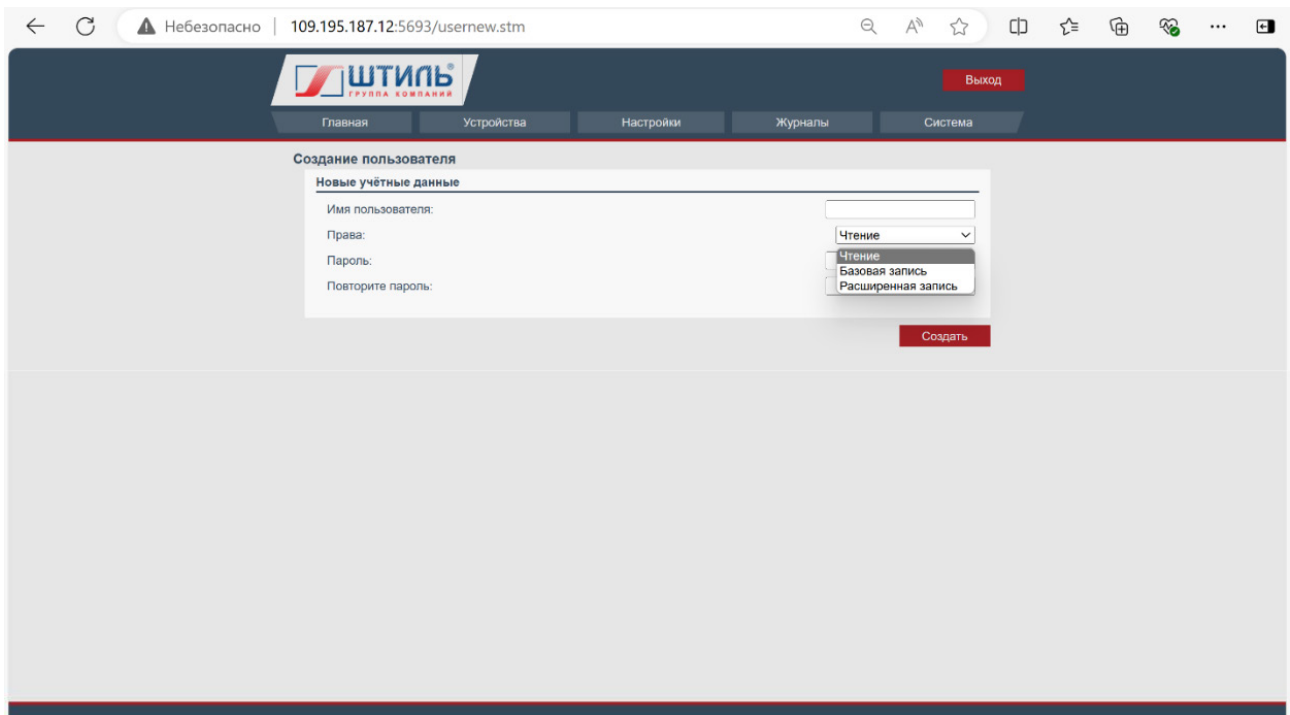 Небезопасно 109.195.187.12:5693/usernew.stm
ШТИЛЬ®
ГРУППА КОМПАНИЙ
Выход
Главная Устройства Настройки Журналы Система
Создание пользователя
Новые учётные данные
Имя пользователя:
Права: Чтение
Чтение
Пароль:
Базовая запись
Повторите пароль: Расширенная запись
Создать